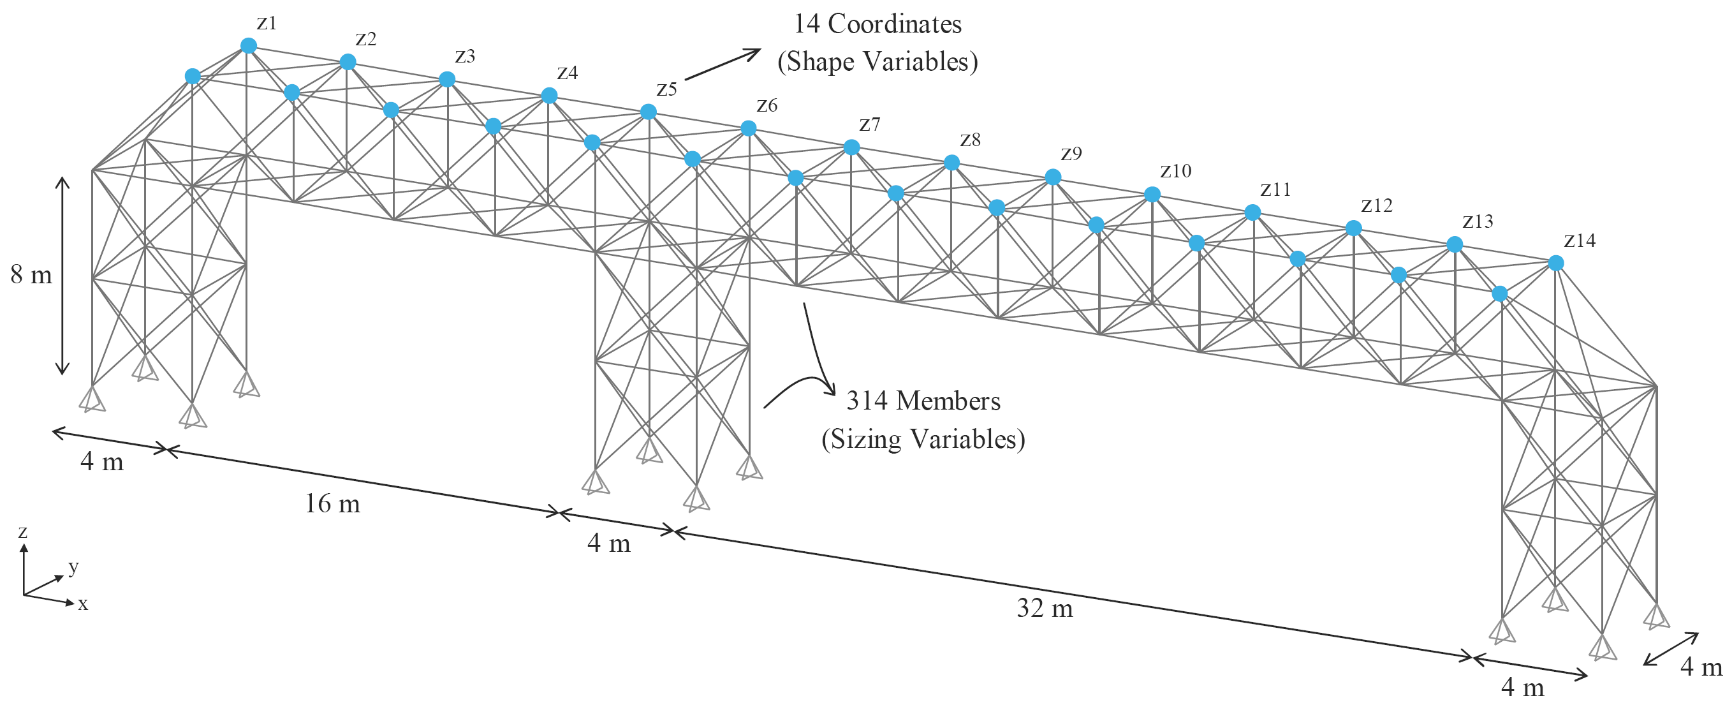 z1
z2
z3
z4
z5
z6
z7
z8
z9
z10
z11
z12
z13
z14
14 Coordinates
(Shape Variables)
8 m
314 Members
(Sizing Variables)
4 m
16 m
4 m
32 m
4 m
4 m
z
y
x